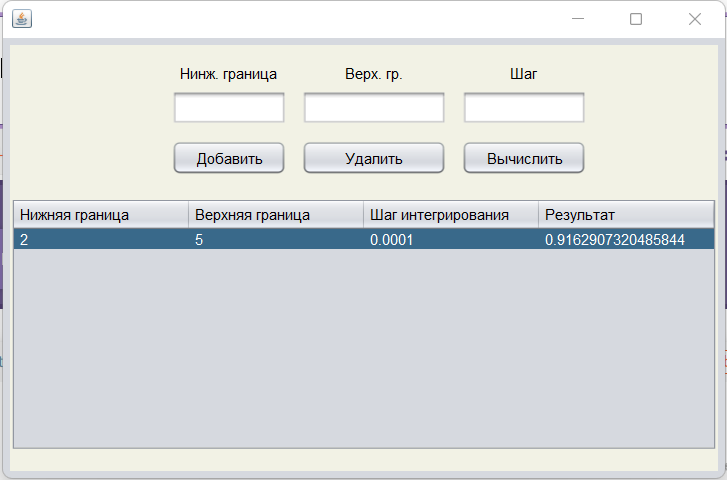 Нинж. граница Верх. гр. Шаг
Добавить Удалить Вычислить
Нижняя граница Верхняя граница Шаг интегрирования Результат
2 5 0.0001 0.9162907320485844